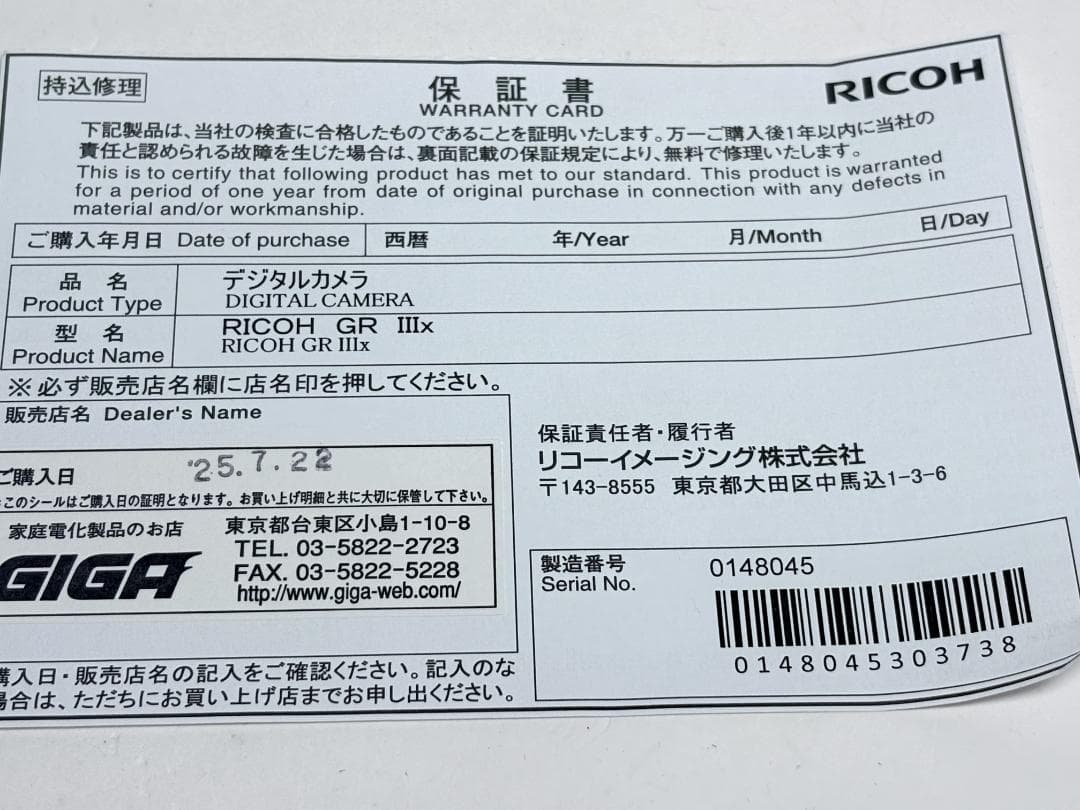 持込修理
保証書
RICOH
WARRANTY CARD
下記製品は、当社の検査に合格したものであることを証明いたします。万一ご購入後1年以内に当社の
責任と認められる故障を生じた場合は、裏面記載の保証規定により、無料で修理いたします。
This is to certify that following product has met to our standard. This product is warranted
for a period of one year from date of original purchase in connection with any defects in
material and/or workmanship.
ご購入年月日 Date of purchase 西暦 年/Year 月/Month 日/Day
品名 デジタルカメラ
Product Type DIGITAL CAMERA
型名 RICOH GR IIIx
Product Name RICOH GR IIIx
※必ず販売店名欄に店名印を押してください。
販売店名 Dealer's Name
ご購入日 '25.7.22
このシールはご購入日の証明となります。お買い上げ明細と共に大切に保管して下さい。
家庭電化製品のお店
GIGA
東京都台東区小島1-10-8
TEL. 03-5822-2723
FAX. 03-5822-5228
http://www.giga-web.com/
購入日・販売店名の記入をご確認ください。記入のな
場合は、ただちにお買い上げ店までお申し出ください。
保証責任者・履行者
リコーイメージング株式会社
〒143-8555 東京都大田区中馬込1-3-6
製造番号 0148045
Serial No.
0148045303738